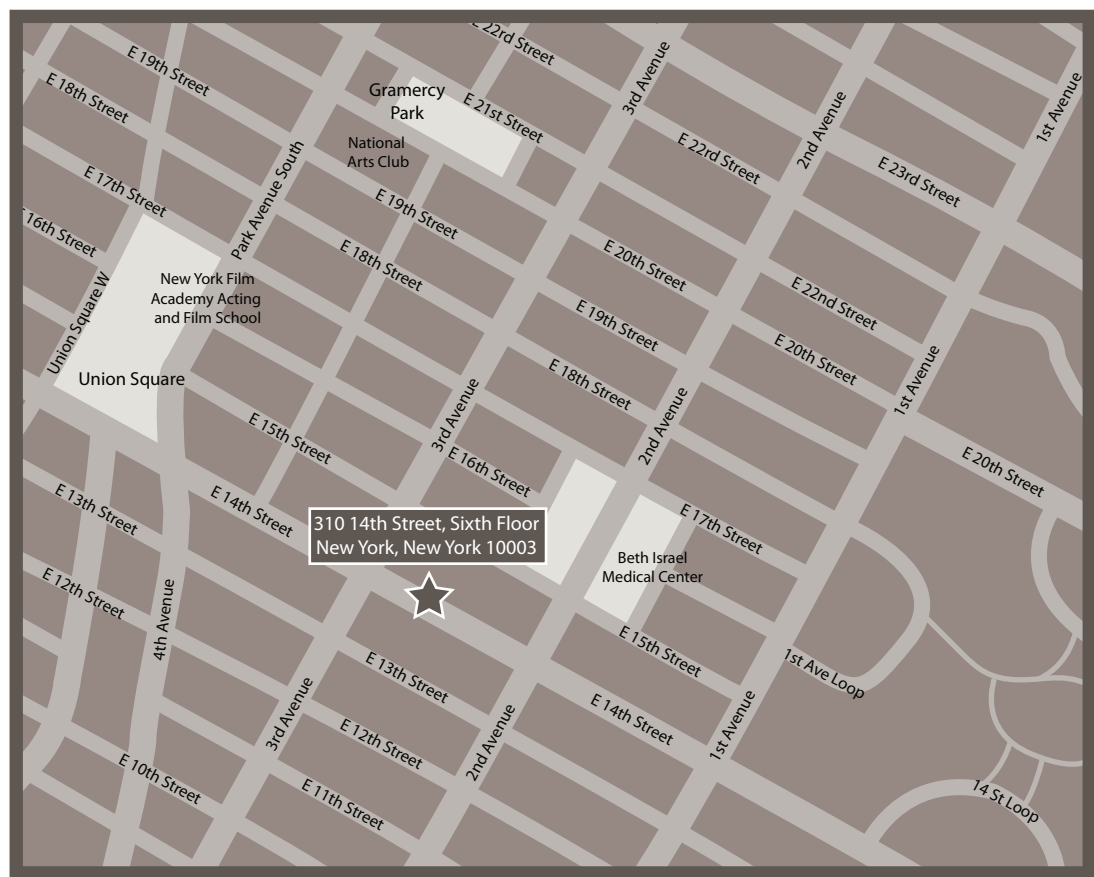 E 22rd Street
E 19th Street
E 18th Street
Gramercy
Park
E 21st Street
3rd Avenue
2nd Avenue
1st Avenue
National
Arts Club
E 22rd Street
E 23rd Street
E 17th Street
Park Avenue South
E 19th Street
16th Street
E 18th Street
E 20th Street
New York Film
Academy Acting
and Film School
Union Square W
E 22nd Street
E 19th Street
E 20th Street
Union Square
E 18th Street
1st Avenue
3rd Avenue
2nd Avenue
E 15th Street
E 16th Street
E 20th Street
E 13th Street
E 14th Street
310 14th Street, Sixth Floor
New York, New York 10003
E 17th Street
Beth Israel
Medical Center
E 12th Street
4th Avenue
E 15th Street
E 13th Street
1st Ave Loop
3rd Avenue
E 14th Street
1st Avenue
E 12th Street
2nd Avenue
E 10th Street
E 11th Street
14 St Loop